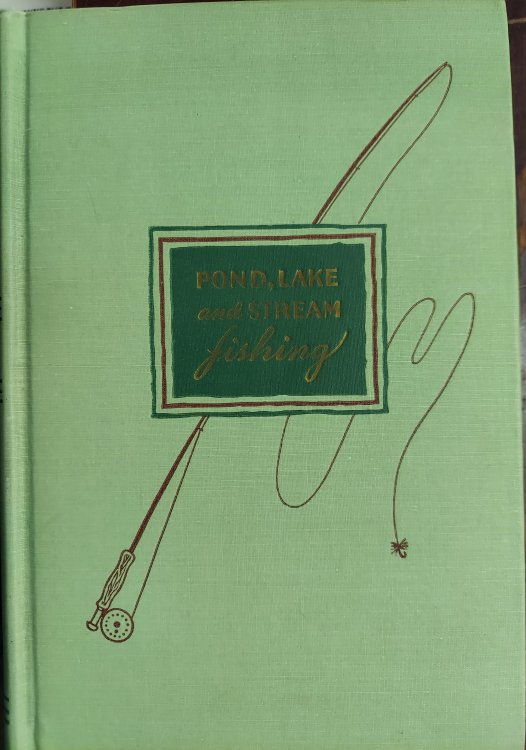 POND, LAKE
and STREAM
fishing